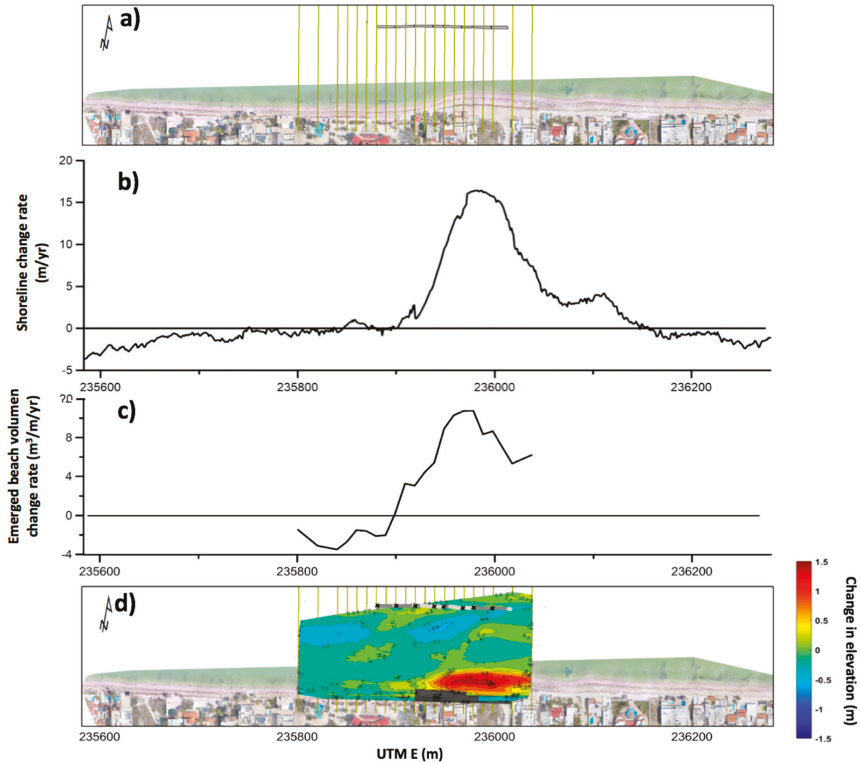 a)
N
b)
20
15
10
5
0
-5
Shoreline change rate
(m/yr)
235600
235800
236000
236200
c)
8
4
0
-4
Emerged beach volumen
change rate (m³/m/yr)
235600
235800
236000
236200
d)
N
235600
235800
236000
236200
UTM E (m)
1.5
1
0.5
0
-0.5
-1
-1.5
Change in elevation (m)